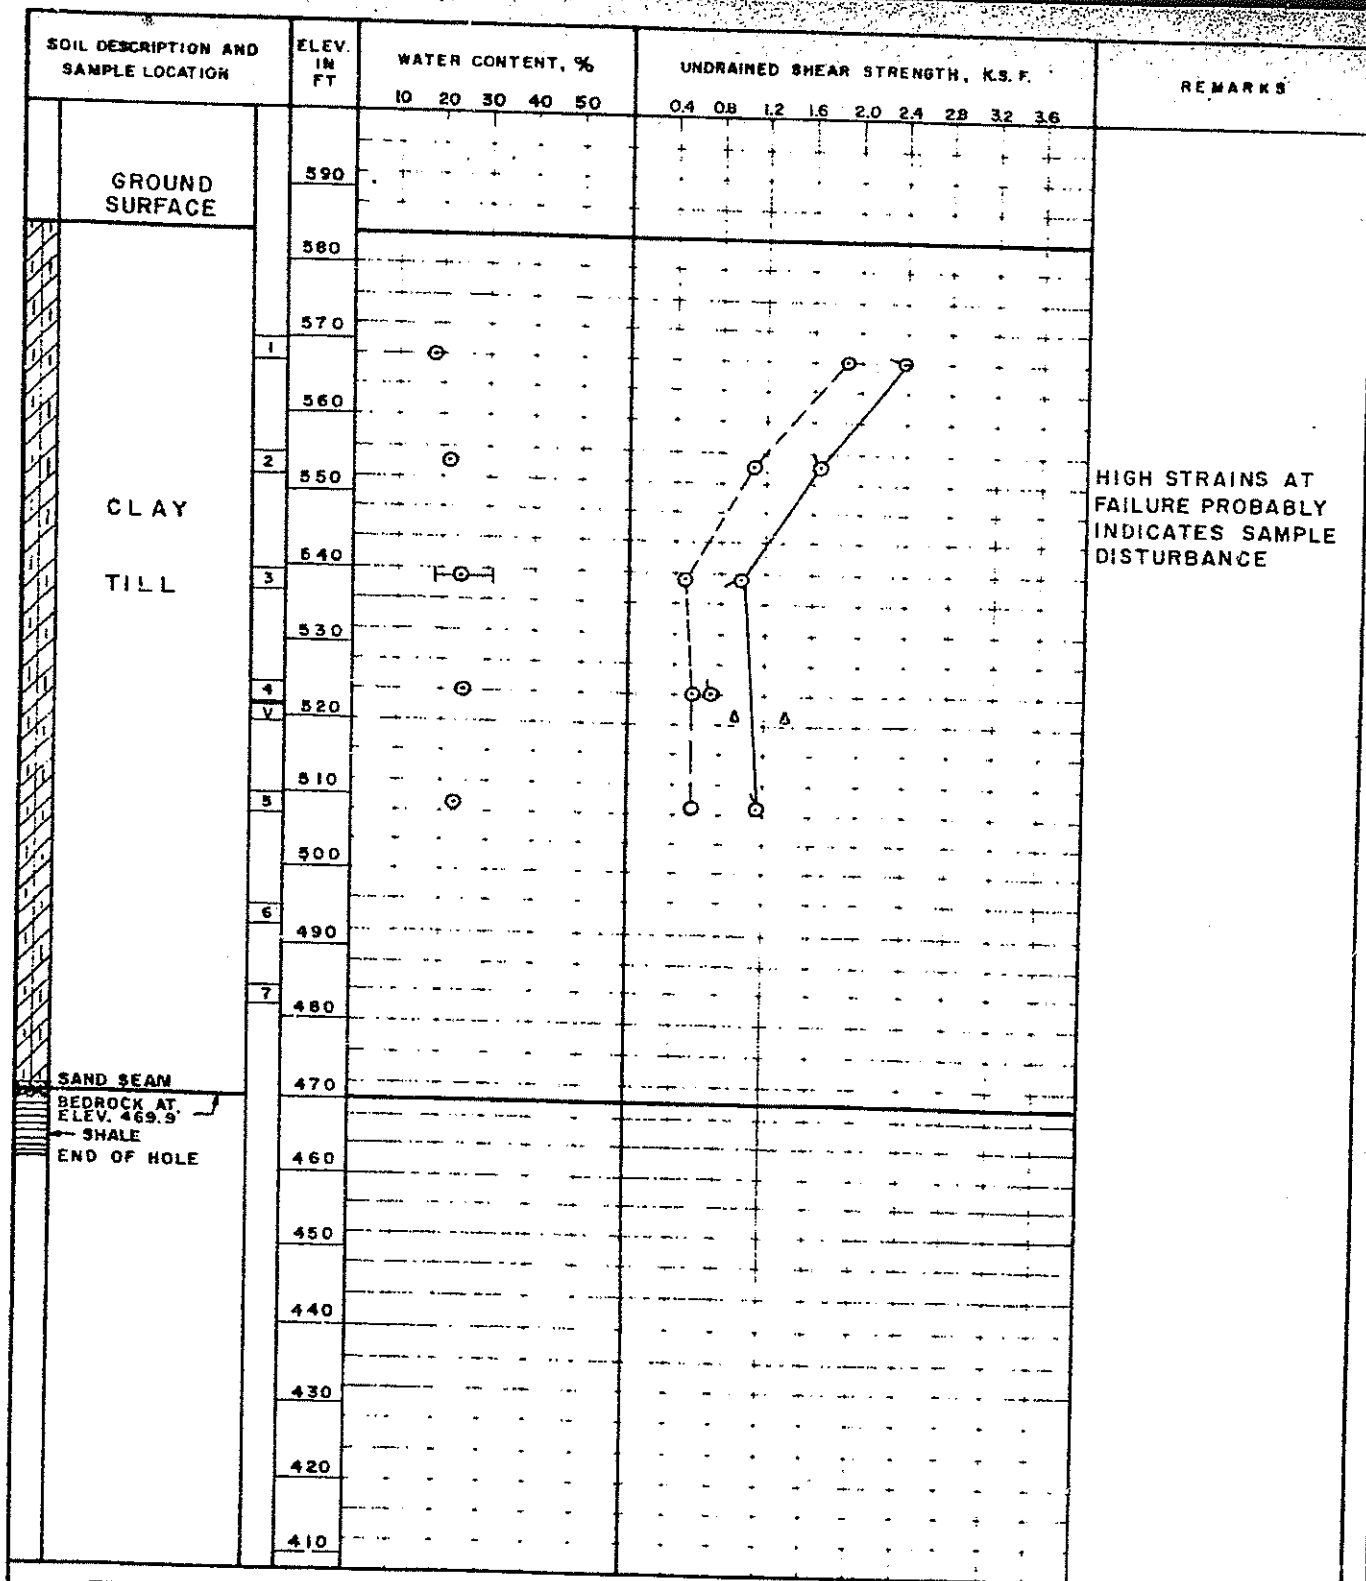 SOIL DESCRIPTION AND
SAMPLE LOCATION
ELEV.
IN
FT
WATER CONTENT, %
10 20 30 40 50
UNDRAINED SHEAR STRENGTH, K.S.F.
0.4 0.8 1.2 1.6 2.0 2.4 2.8 3.2 3.6
REMARKS
GROUND
SURFACE
590
580
570
1
560
2
550
HIGH STRAINS AT
FAILURE PROBABLY
INDICATES SAMPLE
DISTURBANCE
CLAY
TILL
540
3
530
4
V
520
510
5
500
6
490
7
480
SAND SEAM
470
BEDROCK AT
ELEV. 469.9'
SHALE
END OF HOLE
460
450
440
430
420
410